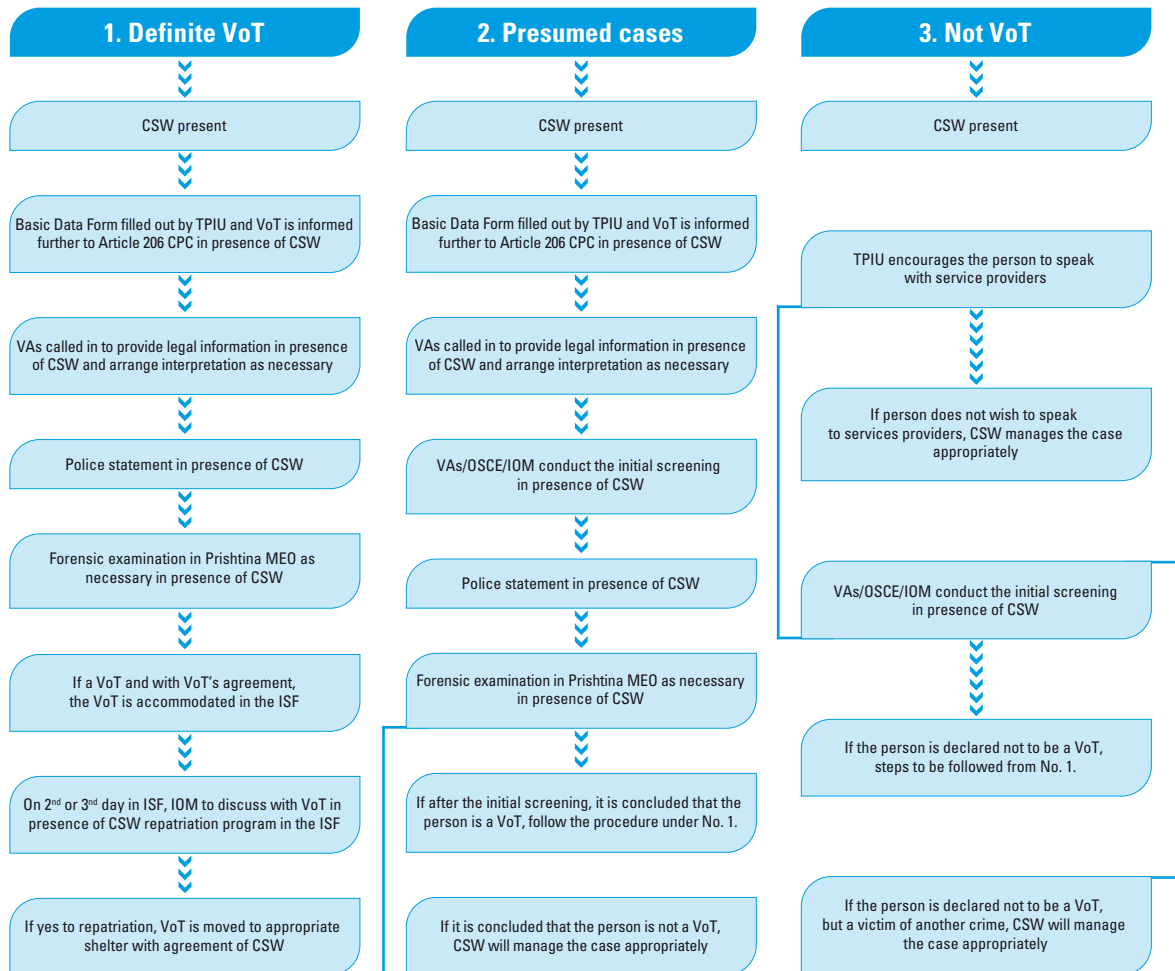 1. Definite VoT
CSW present
Basic Data Form filled out by TPIU and VoT is informed
further to Article 206 CPC in presence of CSW
VAs called in to provide legal information in presence
of CSW and arrange interpretation as necessary
Police statement in presence of CSW
Forensic examination in Prishtina MEO as
necessary in presence of CSW
If a VoT and with VoT's agreement,
the VoT is accommodated in the ISF
On 2nd or 3nd day in ISF, IOM to discuss with VoT in
presence of CSW repatriation program in the ISF
If yes to repatriation, VoT is moved to appropriate
shelter with agreement of CSW
2. Presumed cases
CSW present
Basic Data Form filled out by TPIU and VoT is informed
further to Article 206 CPC in presence of CSW
VAs called in to provide legal information in presence
of CSW and arrange interpretation as necessary
VAs/OSCE/IOM conduct the initial screening
in presence of CSW
Police statement in presence of CSW
Forensic examination in Prishtina MEO as necessary
in presence of CSW
If after the initial screening, it is concluded that the
person is a VoT, follow the procedure under No. 1.
If it is concluded that the person is not a VoT,
CSW will manage the case appropriately
3. Not VoT
CSW present
TPIU encourages the person to speak
with service providers
If person does not wish to speak
to services providers, CSW manages the case
appropriately
VAs/OSCE/IOM conduct the initial screening
in presence of CSW
If the person is declared not to be a VoT,
steps to be followed from No. 1.
If the person is declared not to be a VoT,
but a victim of another crime, CSW will manage
the case appropriately